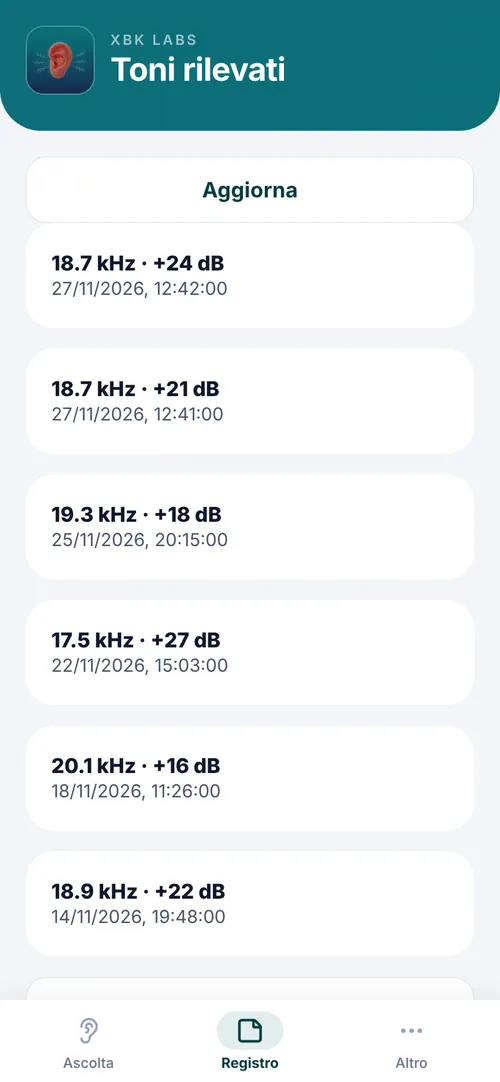 XBK LABS
Toni rilevati
Aggiorna
18.7 kHz · +24 dB
27/11/2026, 12:42:00
18.7 kHz · +21 dB
27/11/2026, 12:41:00
19.3 kHz · +18 dB
25/11/2026, 20:15:00
17.5 kHz · +27 dB
22/11/2026, 15:03:00
20.1 kHz · +16 dB
18/11/2026, 11:26:00
18.9 kHz · +22 dB
14/11/2026, 19:48:00
Ascolta
Registro
Altro